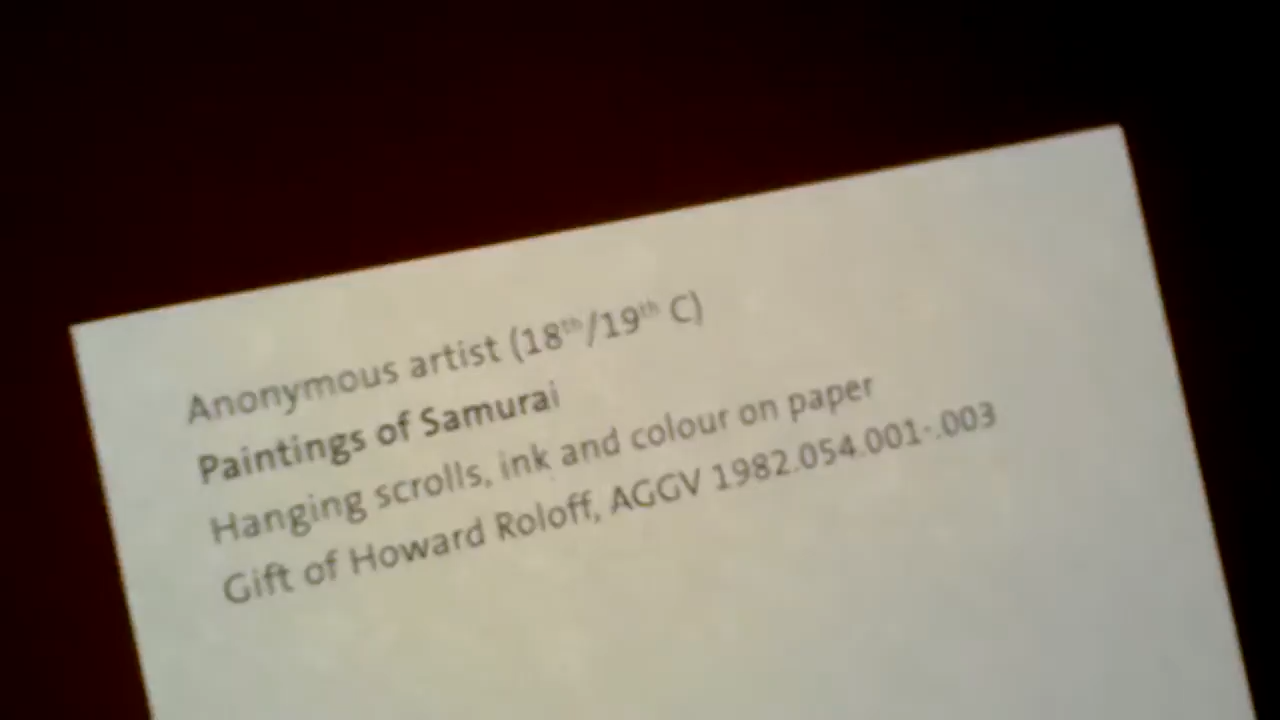 Anonymous artist (18th/19th C)
Paintings of Samurai
Hanging scrolls, ink and colour on paper
Gift of Howard Roloff, AGGV 1982.054.001-.003